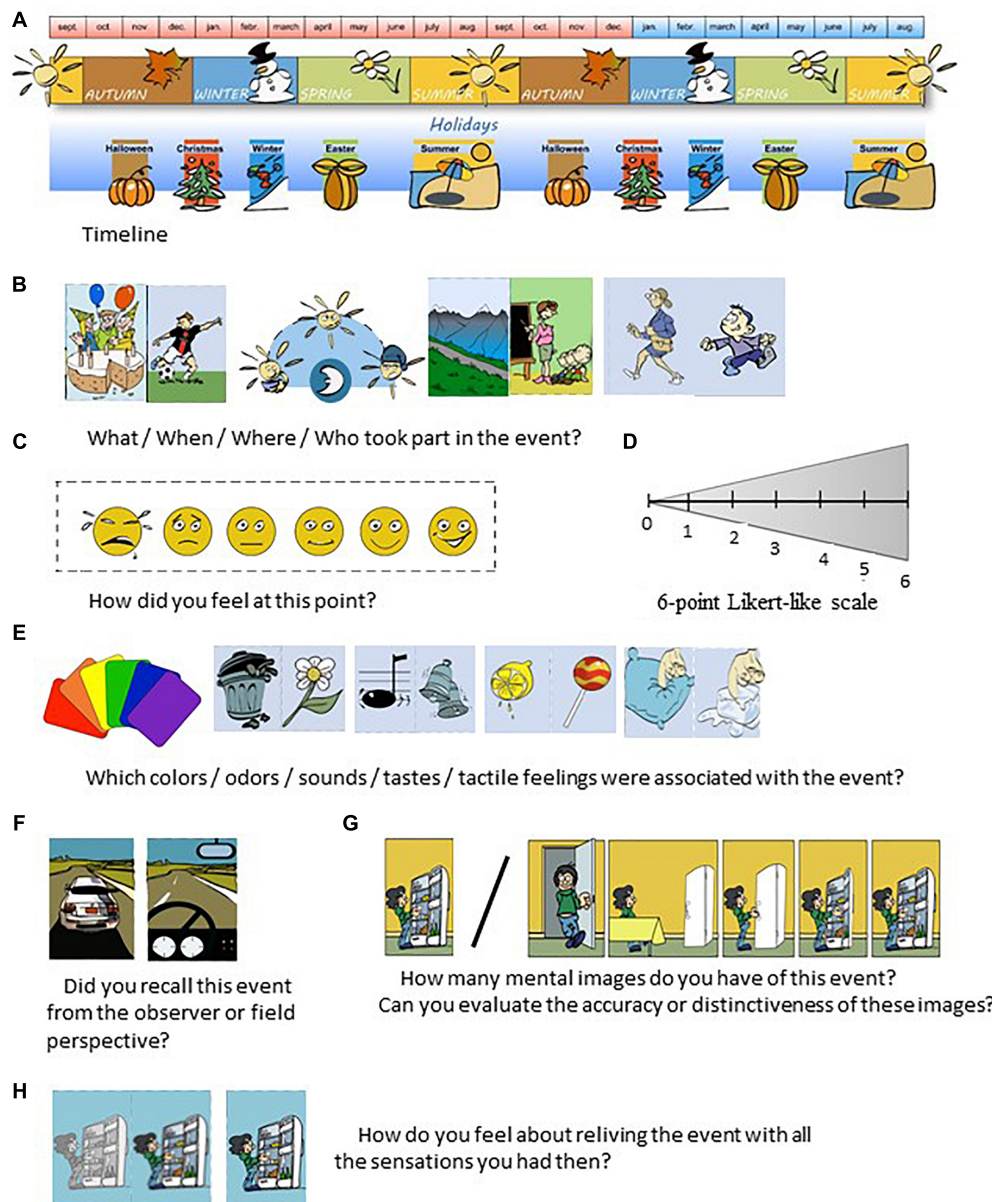 A
sept. oct. nov. dec. jan. febr. march april may june july aug. sept. oct. nov. dec. jan. febr. march april may june july aug.
AUTUMN WINTER SPRING SUMMER AUTUMN WINTER SPRING SUMMER
Holidays
Halloween Christmas Winter Easter Summer Halloween Christmas Winter Easter Summer
Timeline
B
What / When / Where / Who took part in the event?
C
How did you feel at this point?
D
0 1 2 3 4 5 6
6-point Likert-like scale
E
Which colors / odors / sounds / tastes / tactile feelings were associated with the event?
F
Did you recall this event
from the observer or field
perspective?
G
How many mental images do you have of this event?
Can you evaluate the accuracy or distinctiveness of these images?
H
How do you feel about reliving the event with all
the sensations you had then?